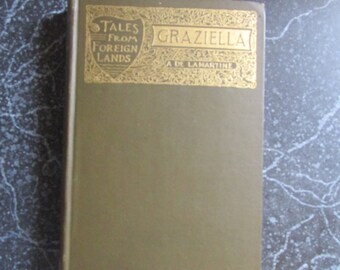 TALES
FROM
FOREIGN
LANDS
GRAZIELLA
A DE LAMARTINE